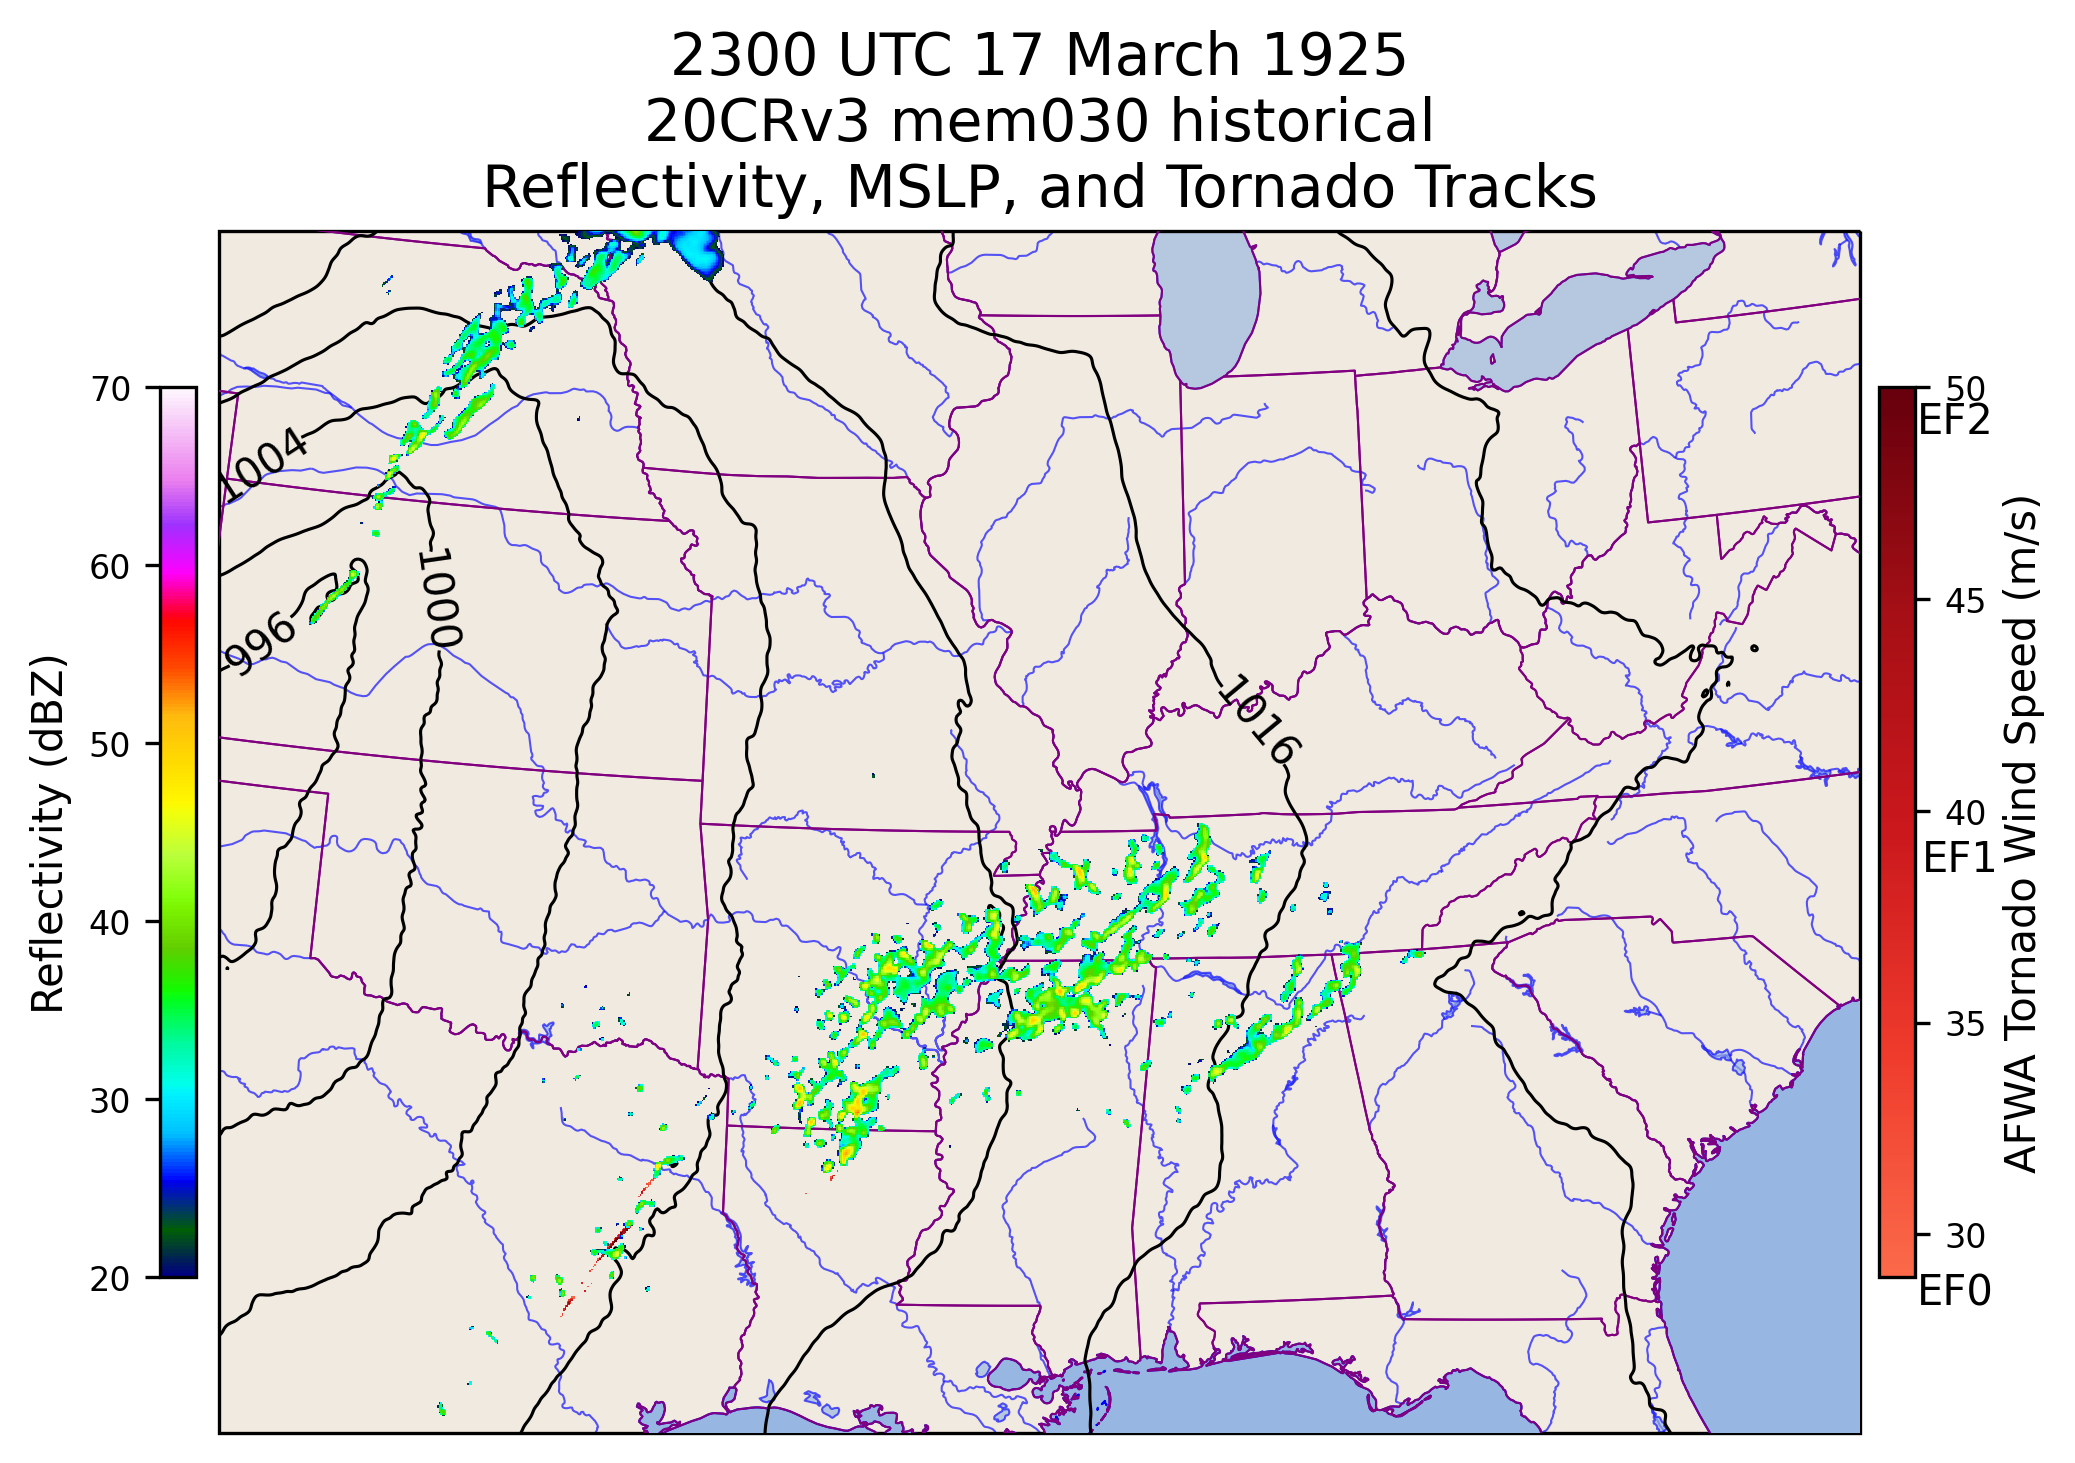 2300 UTC 17 March 1925
20CRv3 mem030 historical
Reflectivity, MSLP, and Tornado Tracks
70
60
50
40
30
20
Reflectivity (dBZ)
1004
996
1000
1016
50
EF2
45
40
EF1
35
30
EF0
AFWA Tornado Wind Speed (m/s)